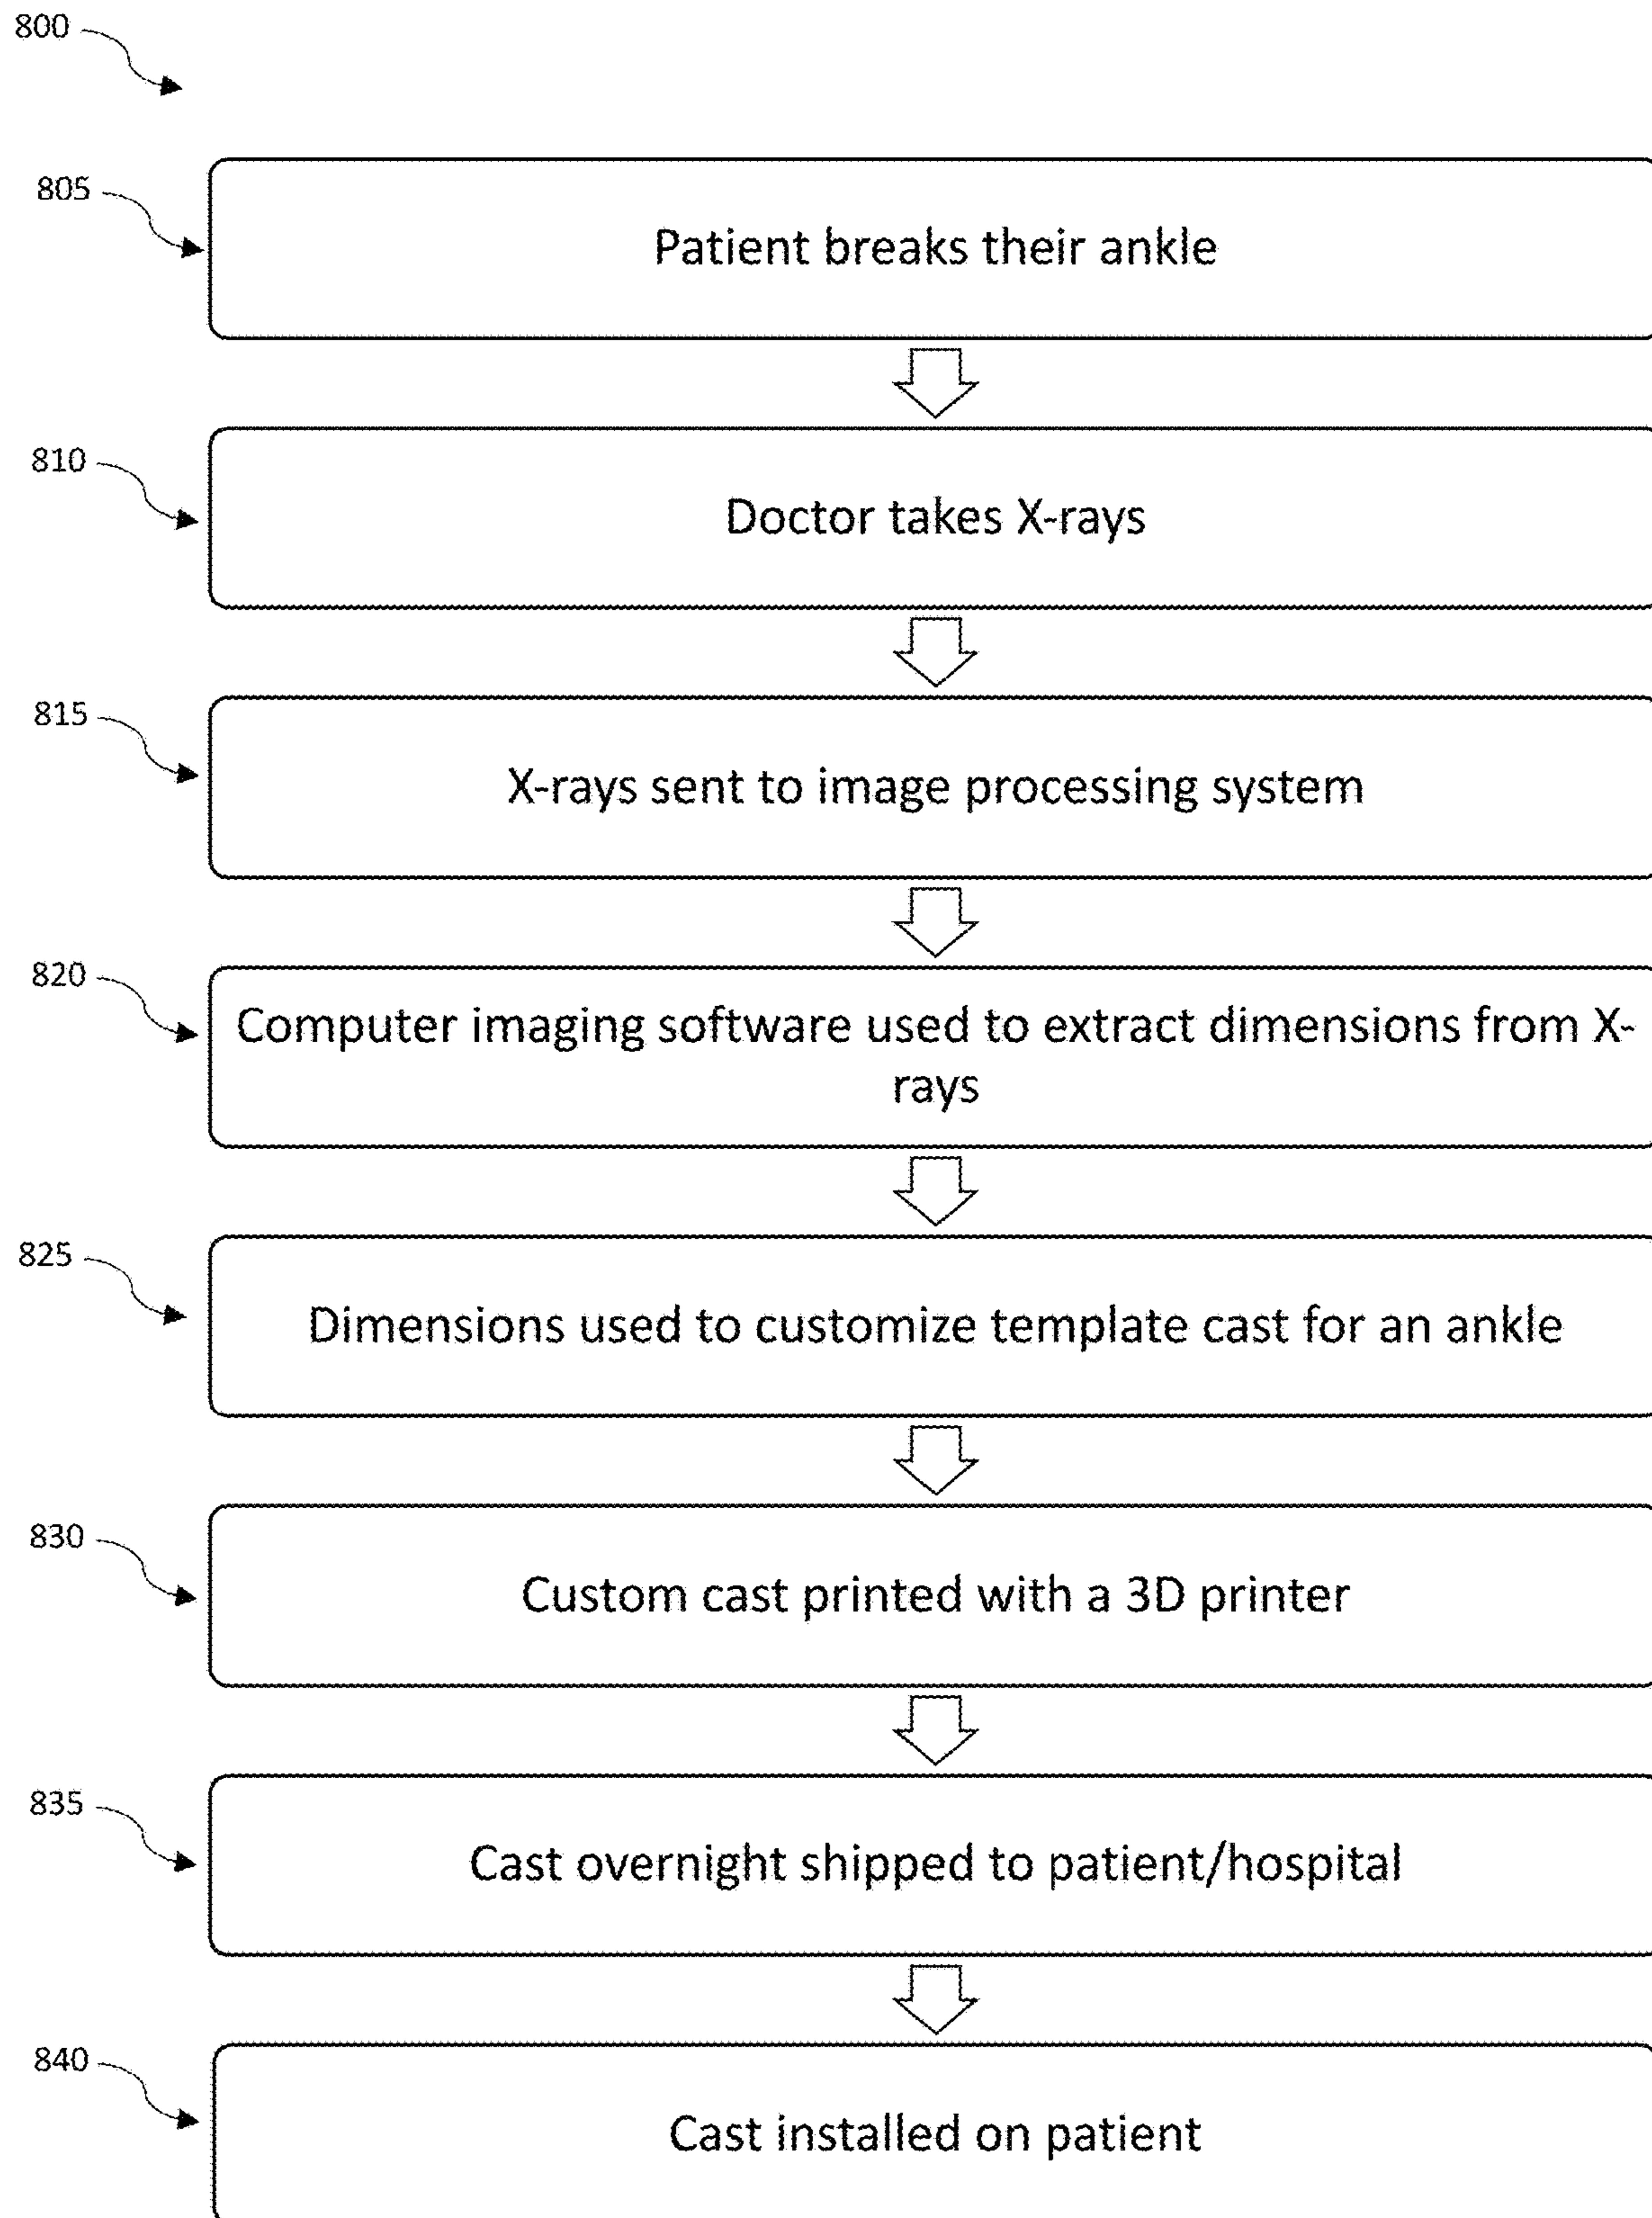 800
805
Patient breaks their ankle
810
Doctor takes X-rays
815
X-rays sent to image processing system
820
Computer imaging software used to extract dimensions from X-
rays
825
Dimensions used to customize template cast for an ankle
830
Custom cast printed with a 3D printer
835
Cast overnight shipped to patient/hospital
840
Cast installed on patient